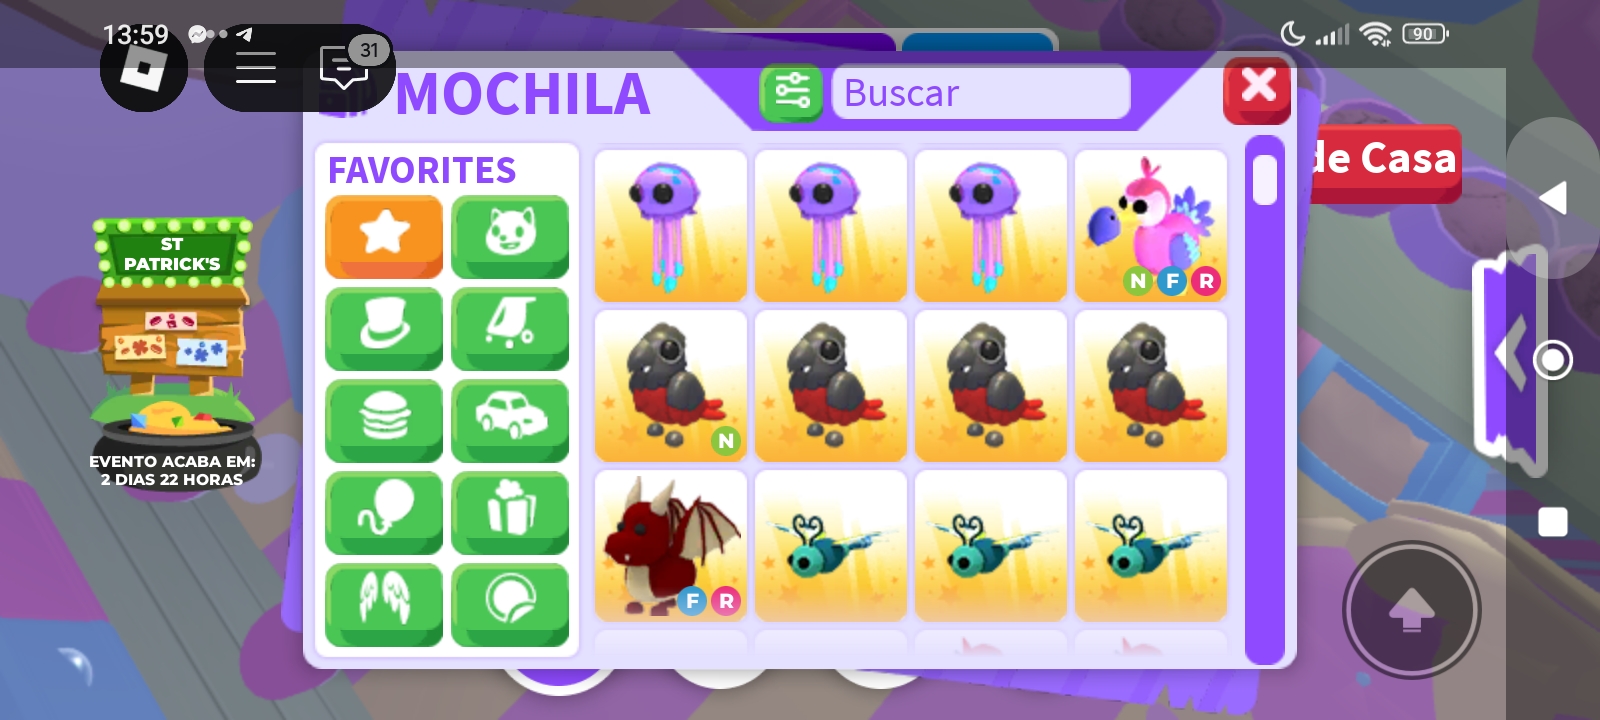 13:59
90
31
MOCHILA
Buscar
FAVORITES
de Casa
ST
PATRICK'S
EVENTO ACABA EM:
2 DIAS 22 HORAS
N F R
N
F R